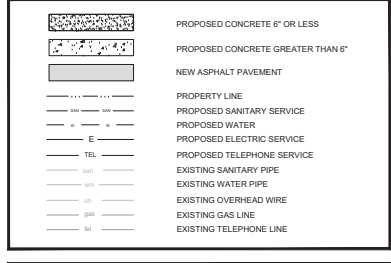 PROPOSED CONCRETE 6" OR LESS
PROPOSED CONCRETE GREATER THAN 6"
NEW ASPHALT PAVEMENT
PROPERTY LINE
SAN SAN PROPOSED SANITARY SERVICE
W W PROPOSED WATER
E PROPOSED ELECTRIC SERVICE
TEL PROPOSED TELEPHONE SERVICE
san EXISTING SANITARY PIPE
wm EXISTING WATER PIPE
oh EXISTING OVERHEAD WIRE
gas EXISTING GAS LINE
tel EXISTING TELEPHONE LINE